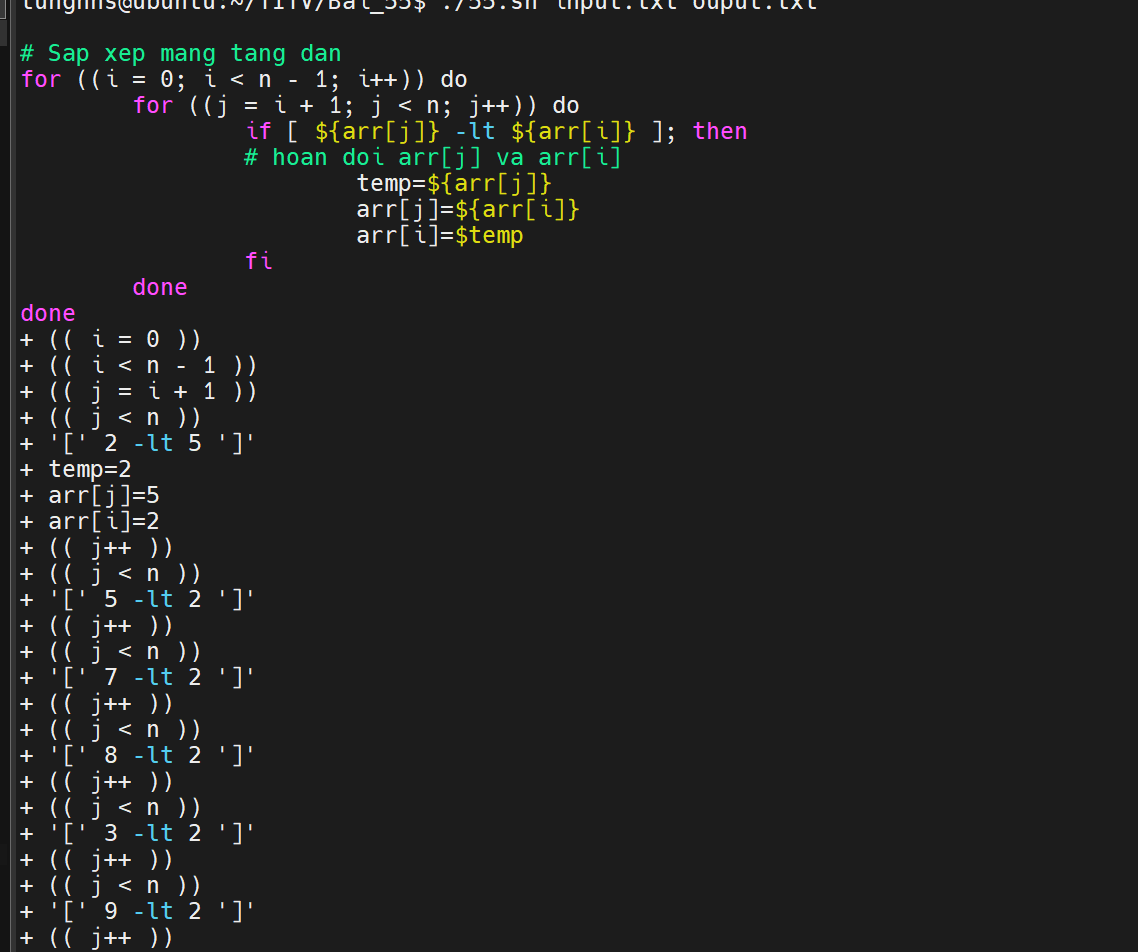 tunghns@ubuntu:~/TITV/Bai_55$ ./55.sh input.txt ouput.txt
# Sap xep mang tang dan
for ((i = 0; i < n - 1; i++)) do
for ((j = i + 1; j < n; j++)) do
if [ ${arr[j]} -lt ${arr[i]} ]; then
# hoan doi arr[j] va arr[i]
temp=${arr[j]}
arr[j]=${arr[i]}
arr[i]=$temp
fi
done
done
+ (( i = 0 ))
+ (( i < n - 1 ))
+ (( j = i + 1 ))
+ (( j < n ))
+ '[' 2 -lt 5 ']'
+ temp=2
+ arr[j]=5
+ arr[i]=2
+ (( j++ ))
+ (( j < n ))
+ '[' 5 -lt 2 ']'
+ (( j++ ))
+ (( j < n ))
+ '[' 7 -lt 2 ']'
+ (( j++ ))
+ (( j < n ))
+ '[' 8 -lt 2 ']'
+ (( j++ ))
+ (( j < n ))
+ '[' 3 -lt 2 ']'
+ (( j++ ))
+ (( j < n ))
+ '[' 9 -lt 2 ']'
+ (( j++ ))